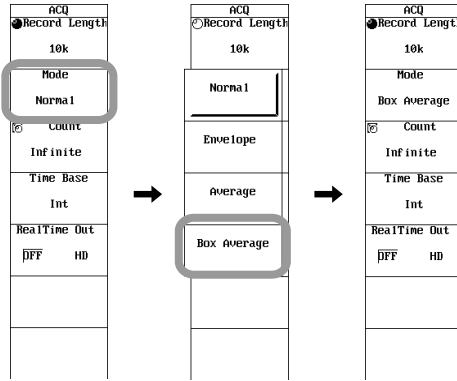 ACQ
Record Length
10k
Mode
Normal
Count
Infinite
Time Base
Int
RealTime Out
OFF HD
ACQ
Record Length
10k
Normal
Envelope
Average
Box Average
ACQ
Record Lengt
10k
Mode
Box Average
Count
Infinite
Time Base
Int
RealTime Out
OFF HD